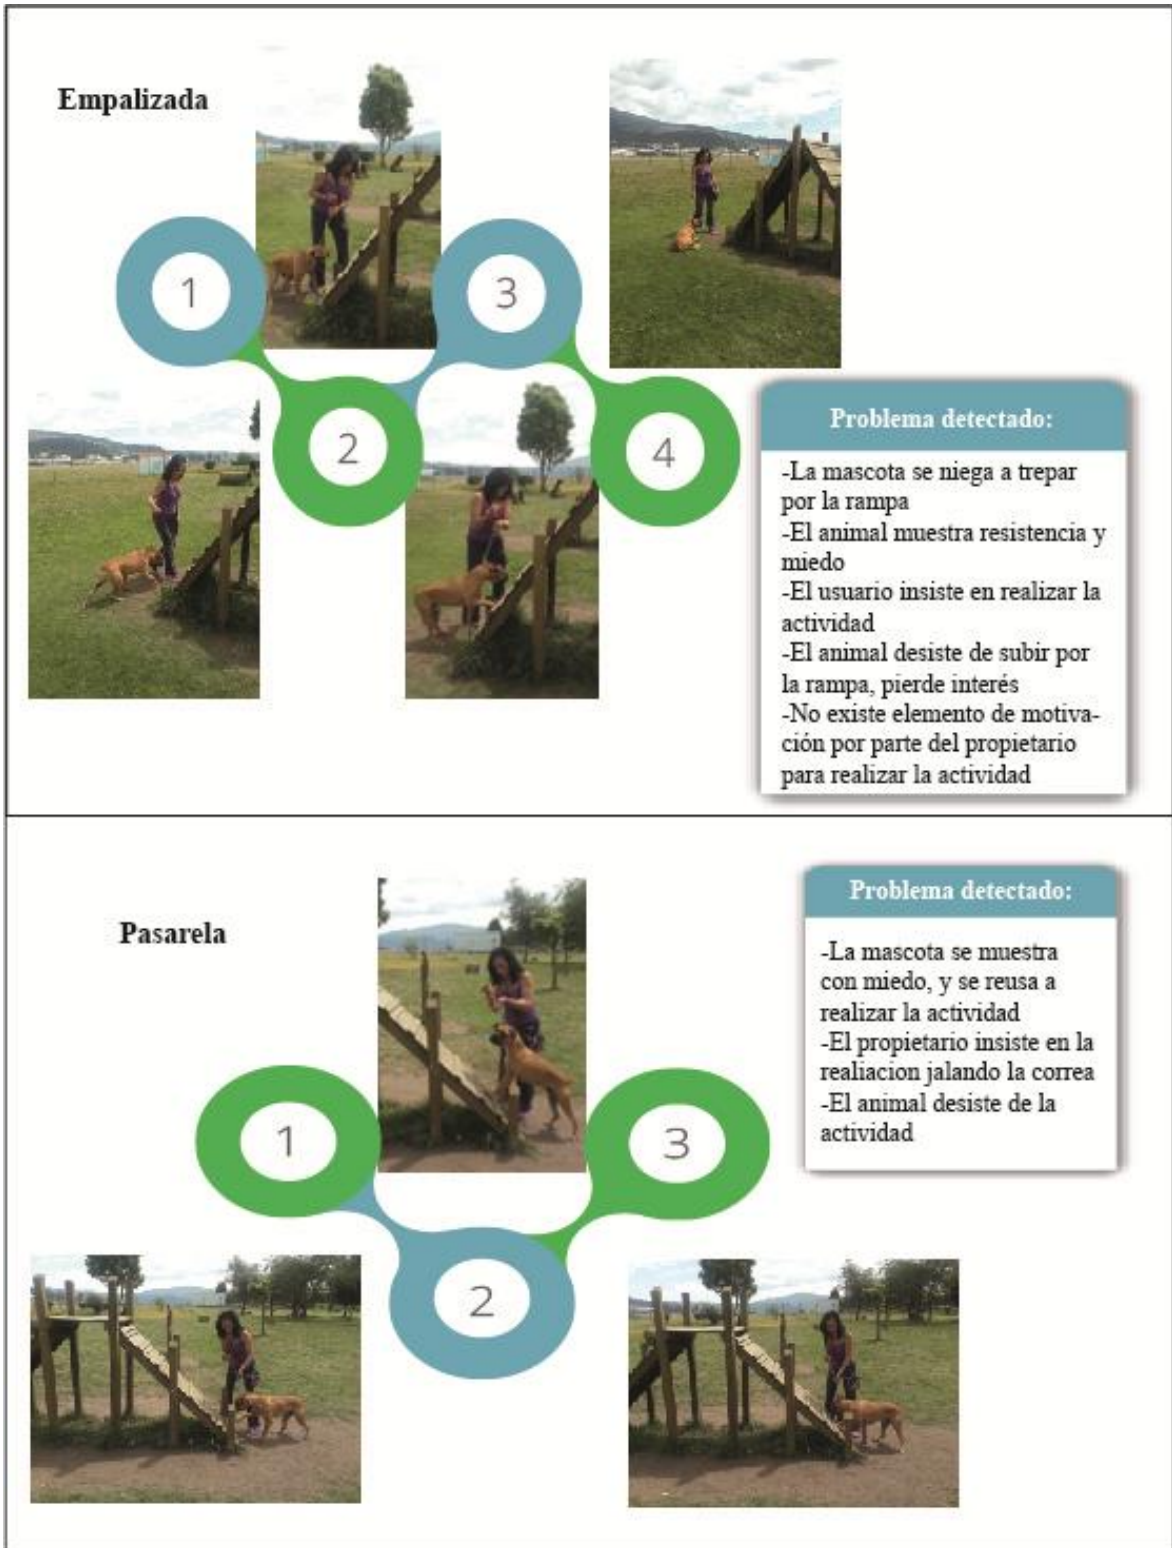 Empalizada
1
3
2
4
Problema detectado:
-La mascota se niega a trepar
por la rampa
-El animal muestra resistencia y
miedo
-El usuario insiste en realizar la
actividad
-El animal desiste de subir por
la rampa, pierde interés
-No existe elemento de motiva-
ción por parte del propietario
para realizar la actividad
Pasarela
1
3
2
Problema detectado:
-La mascota se muestra
con miedo, y se reusa a
realizar la actividad
-El propietario insiste en la
realiacion jalando la correa
-El animal desiste de la
actividad